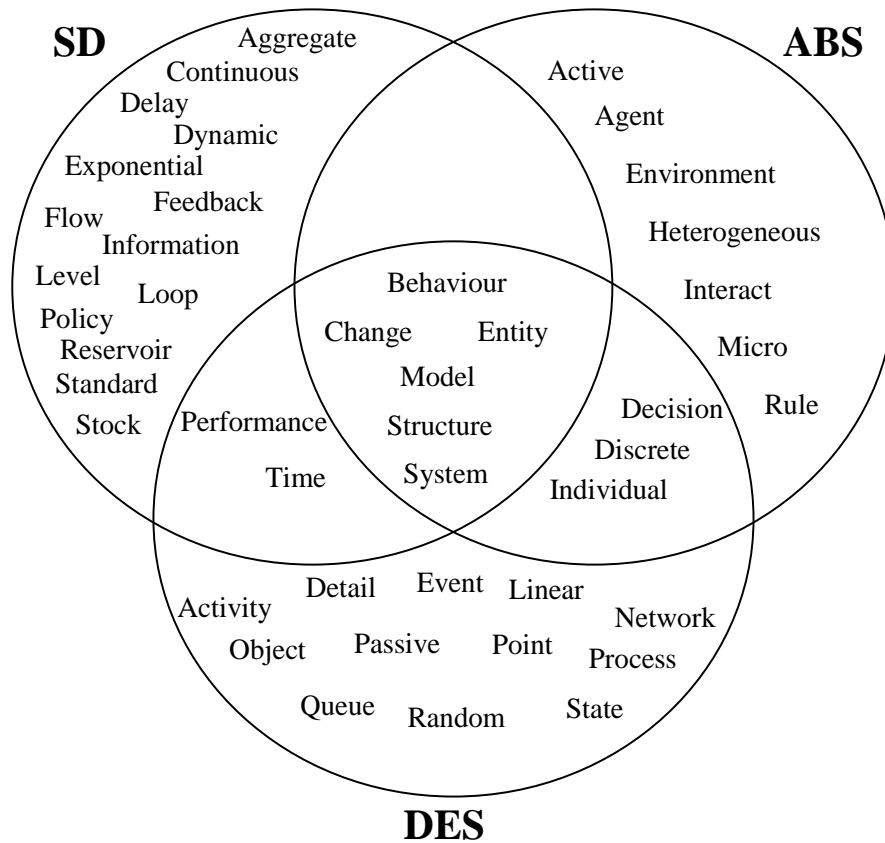 SD
ABS
Aggregate
Continuous
Delay
Dynamic
Exponential
Feedback
Flow
Information
Level
Loop
Policy
Reservoir
Standard
Stock
Active
Agent
Environment
Heterogeneous
Interact
Micro
Rule
Behaviour
Change Entity
Model
Structure
System
Performance
Time
Decision
Discrete
Individual
Activity
Detail
Event
Linear
Network
Object
Passive
Point
Process
Queue
Random
State
DES